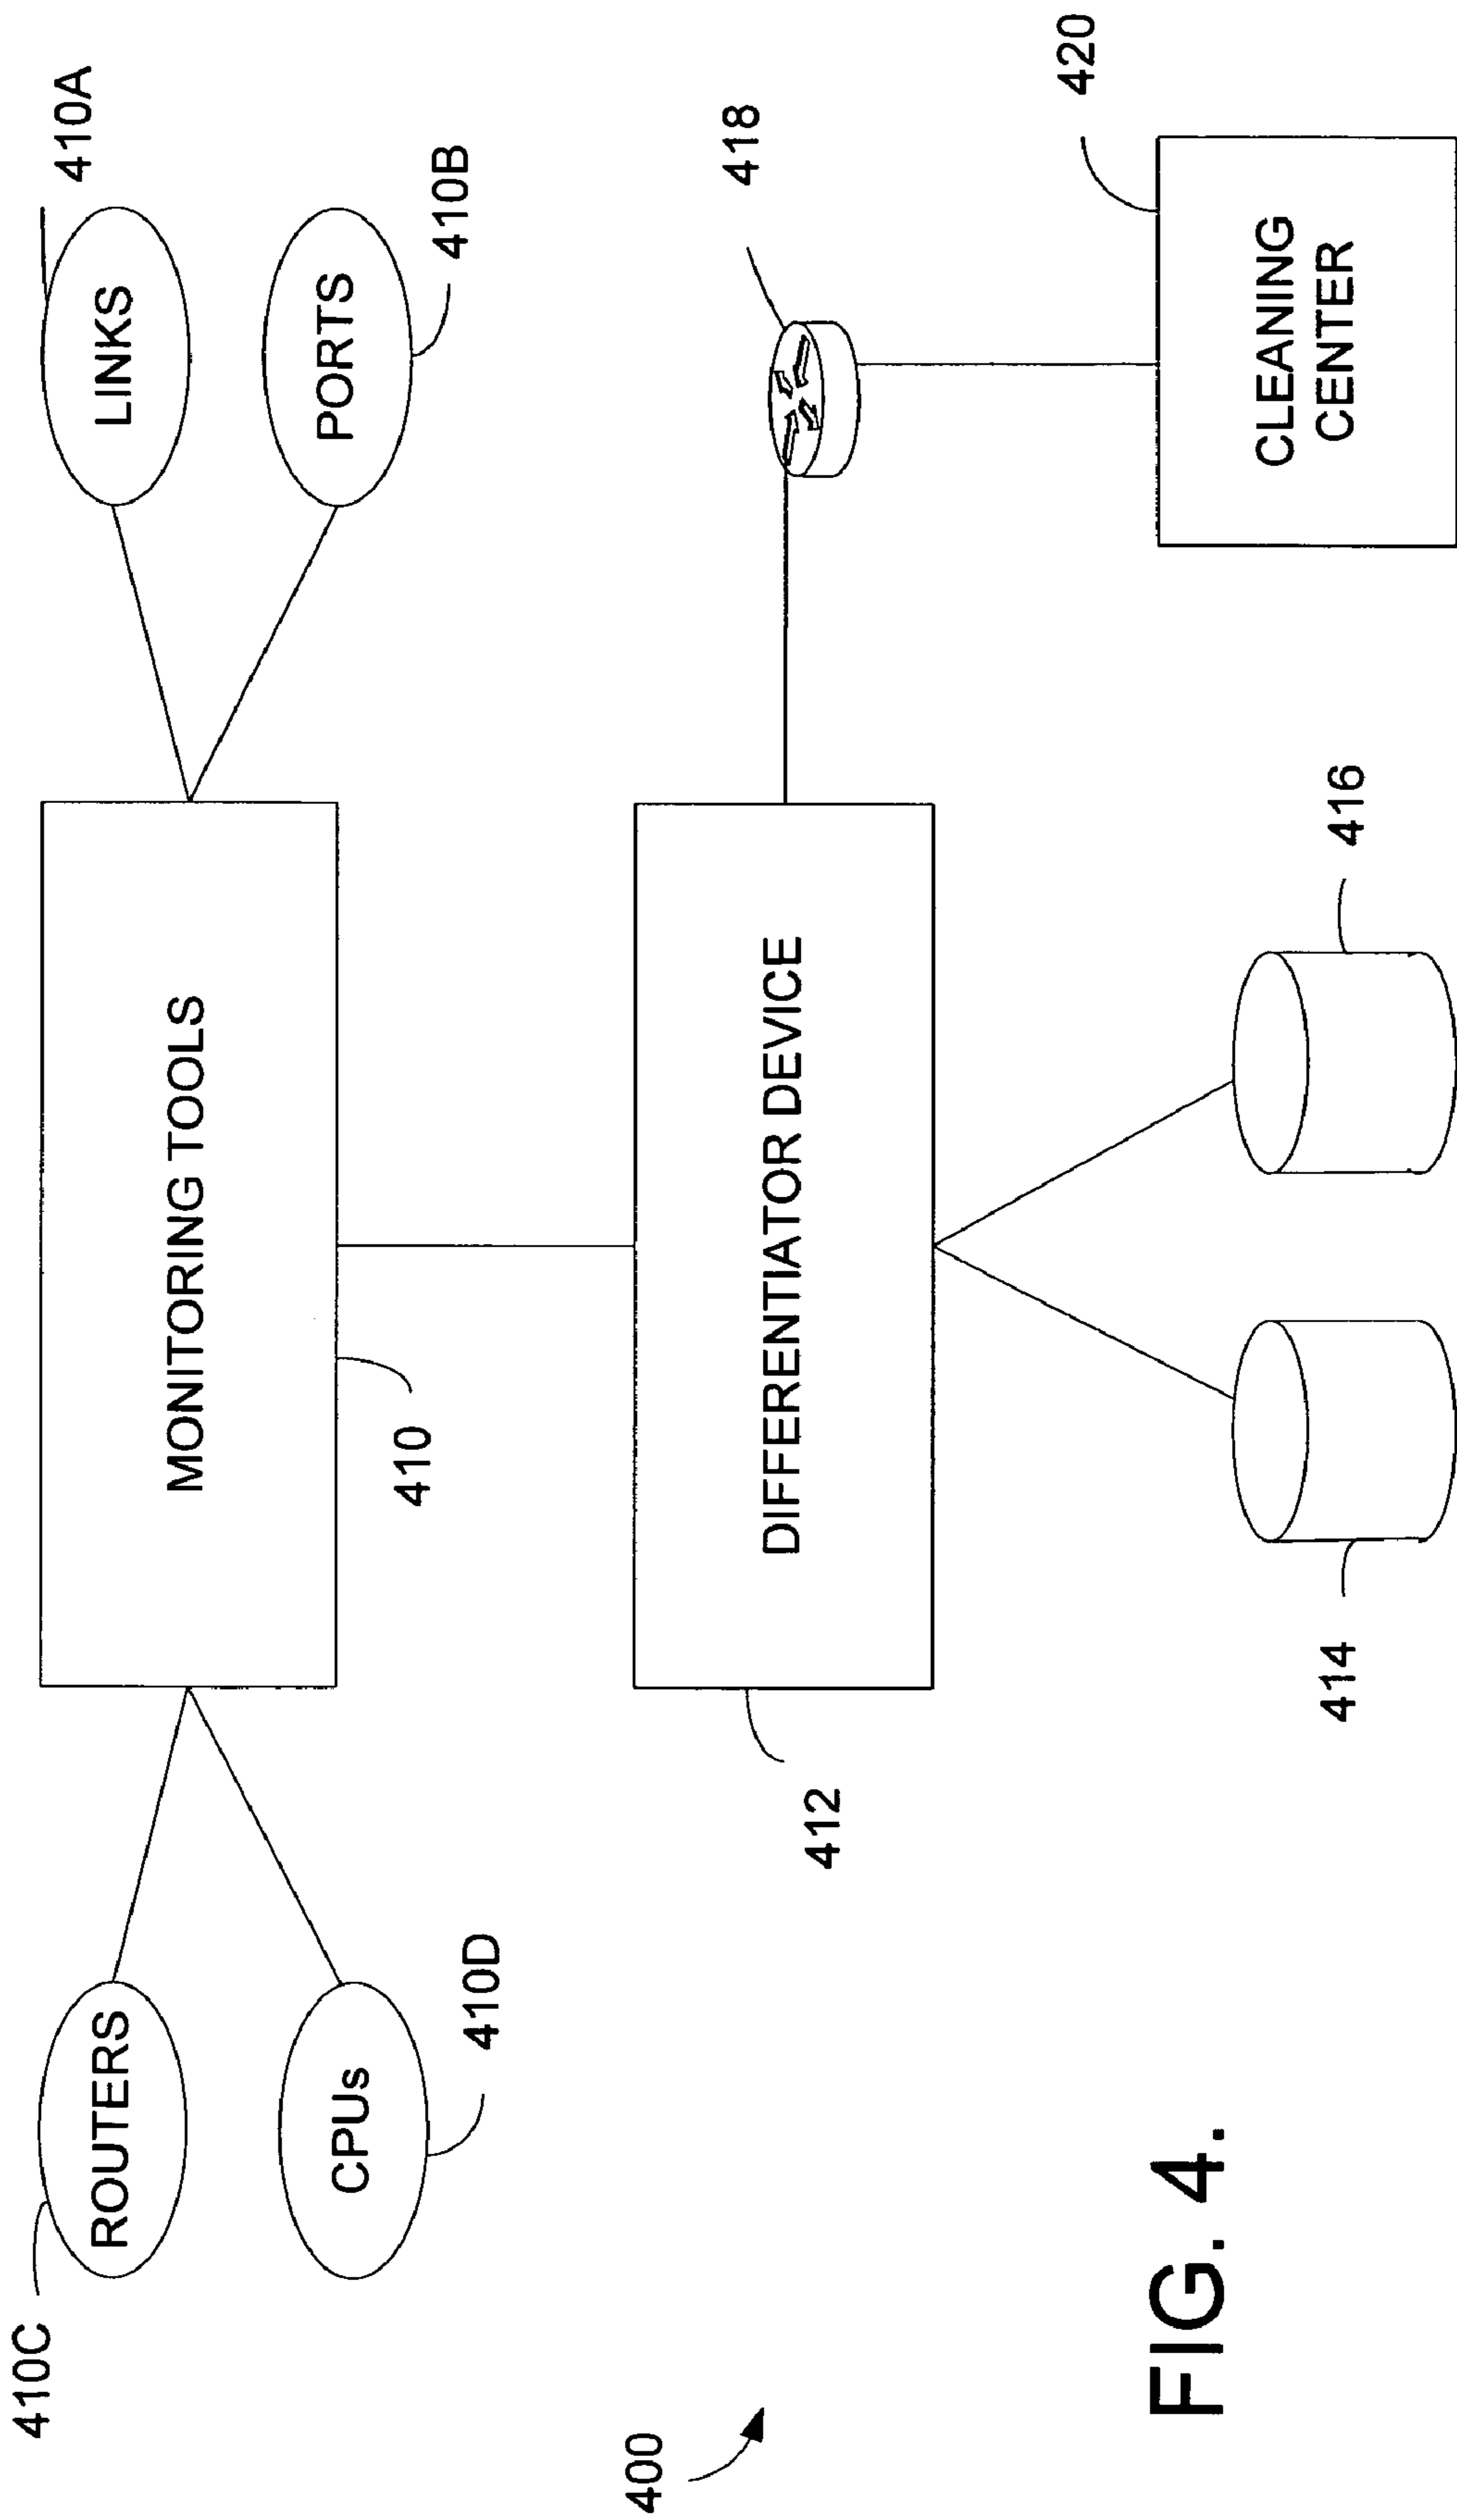 410C
ROUTERS
MONITORING TOOLS
LINKS
410A
CPUs
410D
410
PORTS
410B
400
412
DIFFERENTIATOR DEVICE
418
420
414
416
CLEANING
CENTER
FIG. 4.